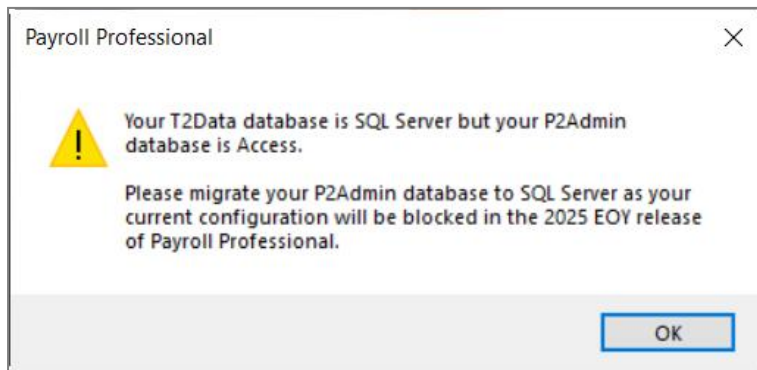 Payroll Professional
Your T2Data database is SQL Server but your P2Admin
database is Access.
Please migrate your P2Admin database to SQL Server as your
current configuration will be blocked in the 2025 EOY release
of Payroll Professional.
OK